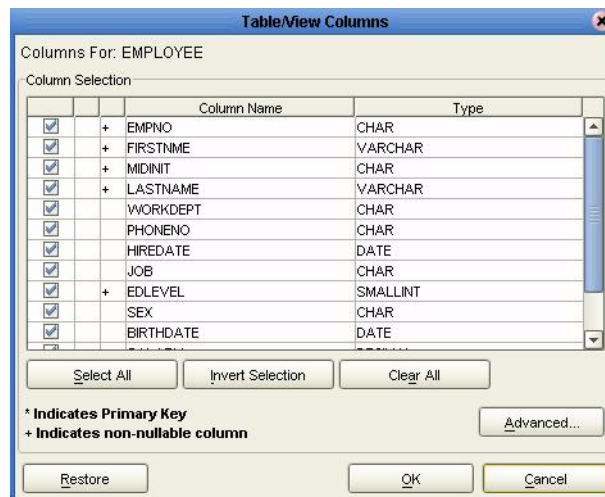 Table/View Columns
Columns For: EMPLOYEE
Column Selection
Column Name Type
+ EMPNO CHAR
+ FIRSTNME VARCHAR
+ MIDINIT CHAR
+ LASTNAME VARCHAR
WORKDEPT CHAR
PHONENO CHAR
HIREDATE DATE
JOB CHAR
+ EDLEVEL SMALLINT
SEX CHAR
BIRTHDATE DATE
Select All Invert Selection Clear All
* Indicates Primary Key
+ Indicates non-nullable column
Advanced...
Restore OK Cancel